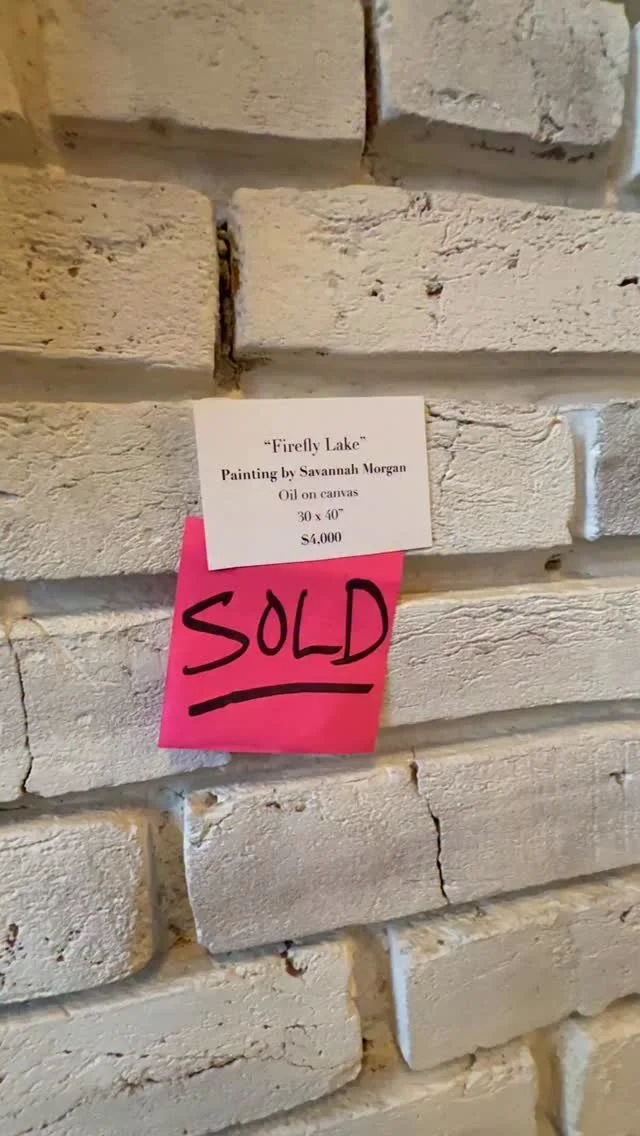 “Firefly Lake”
Painting by Savannah Morgan
Oil on canvas
30 x 40”
$4,000
SOLD